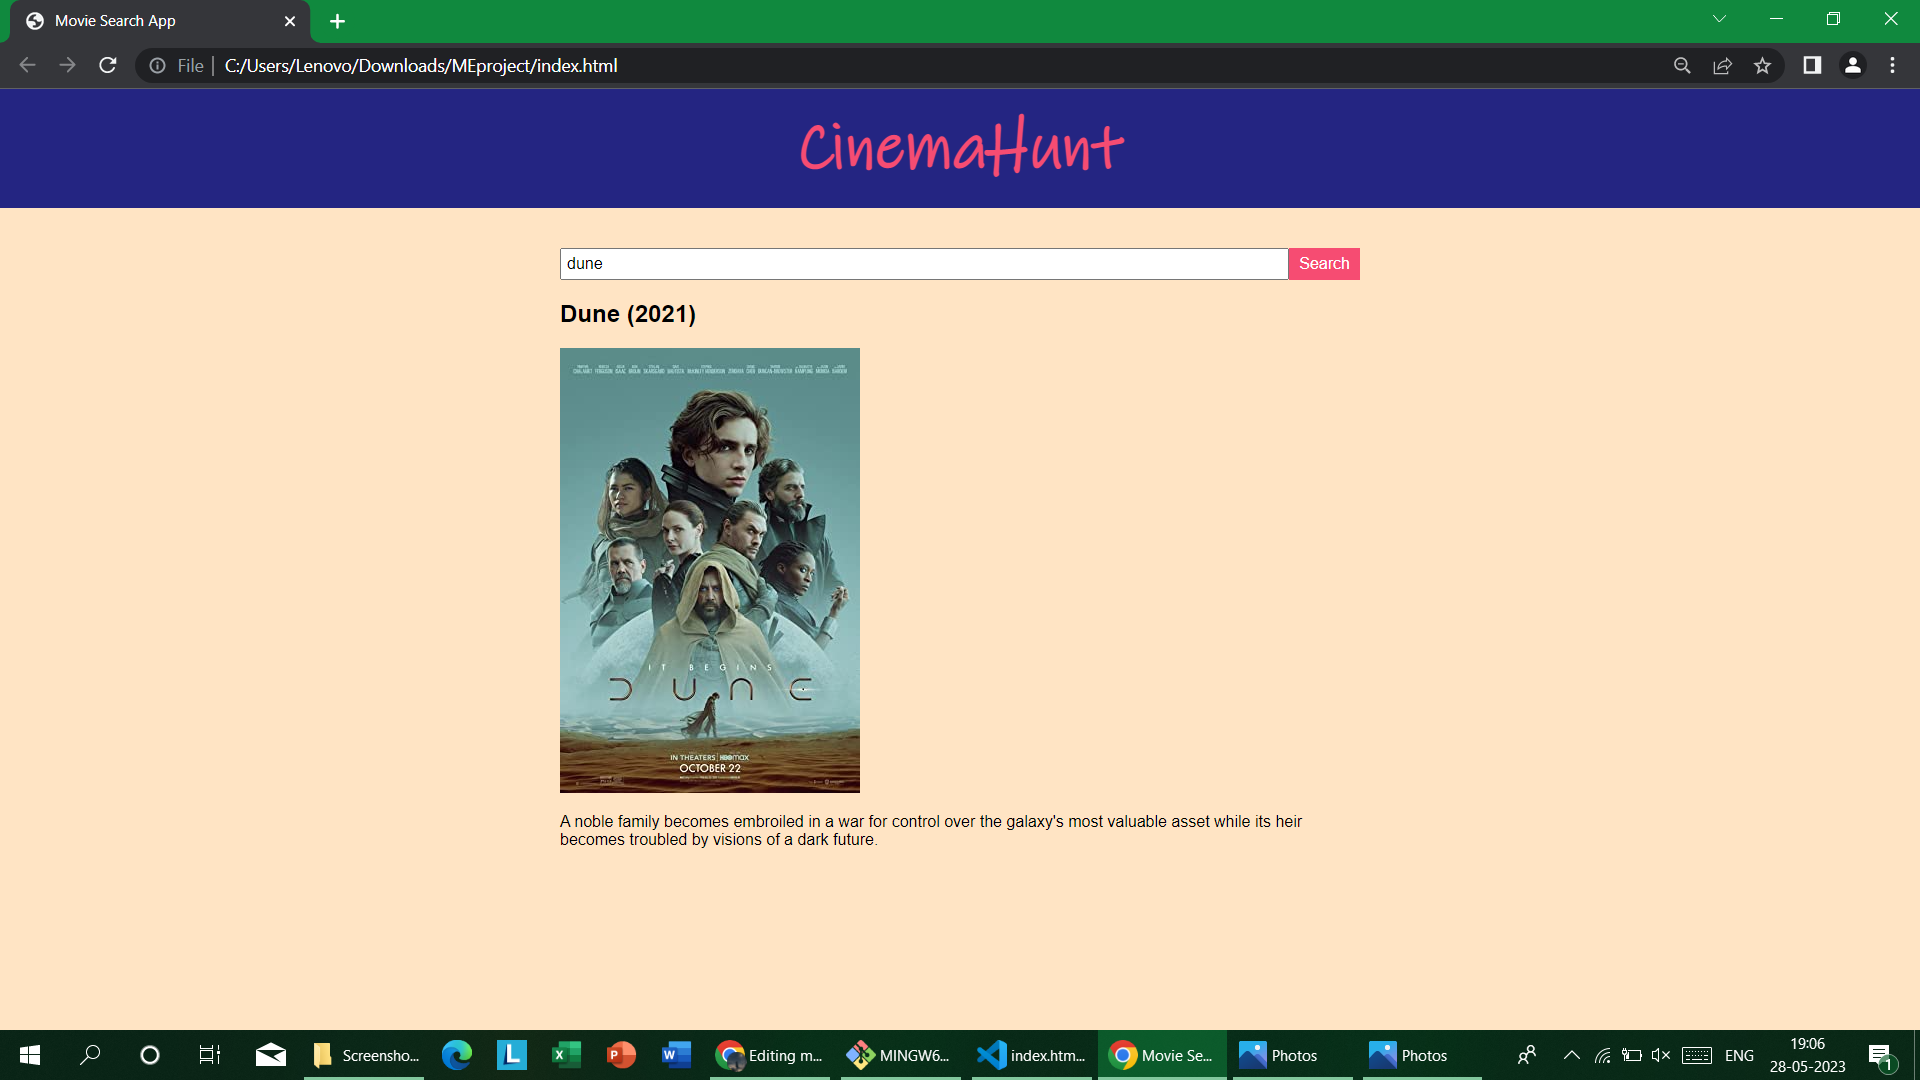 Movie Search App
File
C:/Users/Lenovo/Downloads/MEproject/index.html
CinemaHunt
dune
Search
Dune (2021)
IT BEGINS
DUNE
IN THEATERS | HBOmax
OCTOBER 22
A noble family becomes embroiled in a war for control over the galaxy's most valuable asset while its heir
becomes troubled by visions of a dark future.
Screensho...
Editing m...
MINGW6...
index.htm...
Movie Se...
Photos
Photos
ENG
19:06
28-05-2023
1